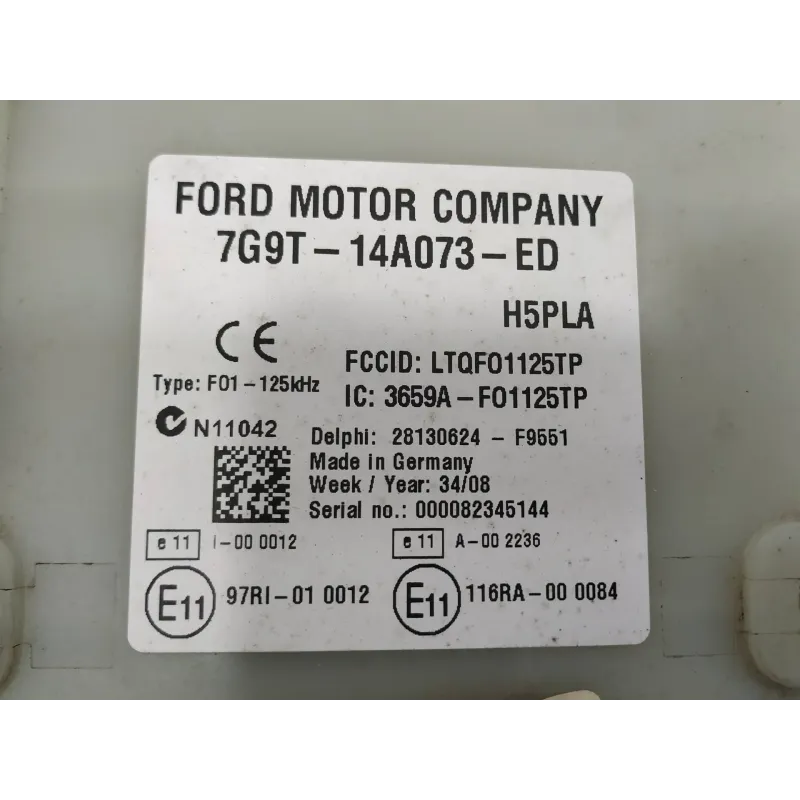 FORD MOTOR COMPANY
7G9T-14A073-ED
H5PLA
CE
FCCID: LTQFO1125TP
Type: FO1-125kHz
IC: 3659A-FO1125TP
N11042
Delphi: 28130624-F9551
Made in Germany
Week / Year: 34/08
Serial no.: 000082345144
e 11 I-00 0012
e 11 A-00 2236
E11 97RI-01 0012
E11 116RA-00 0084